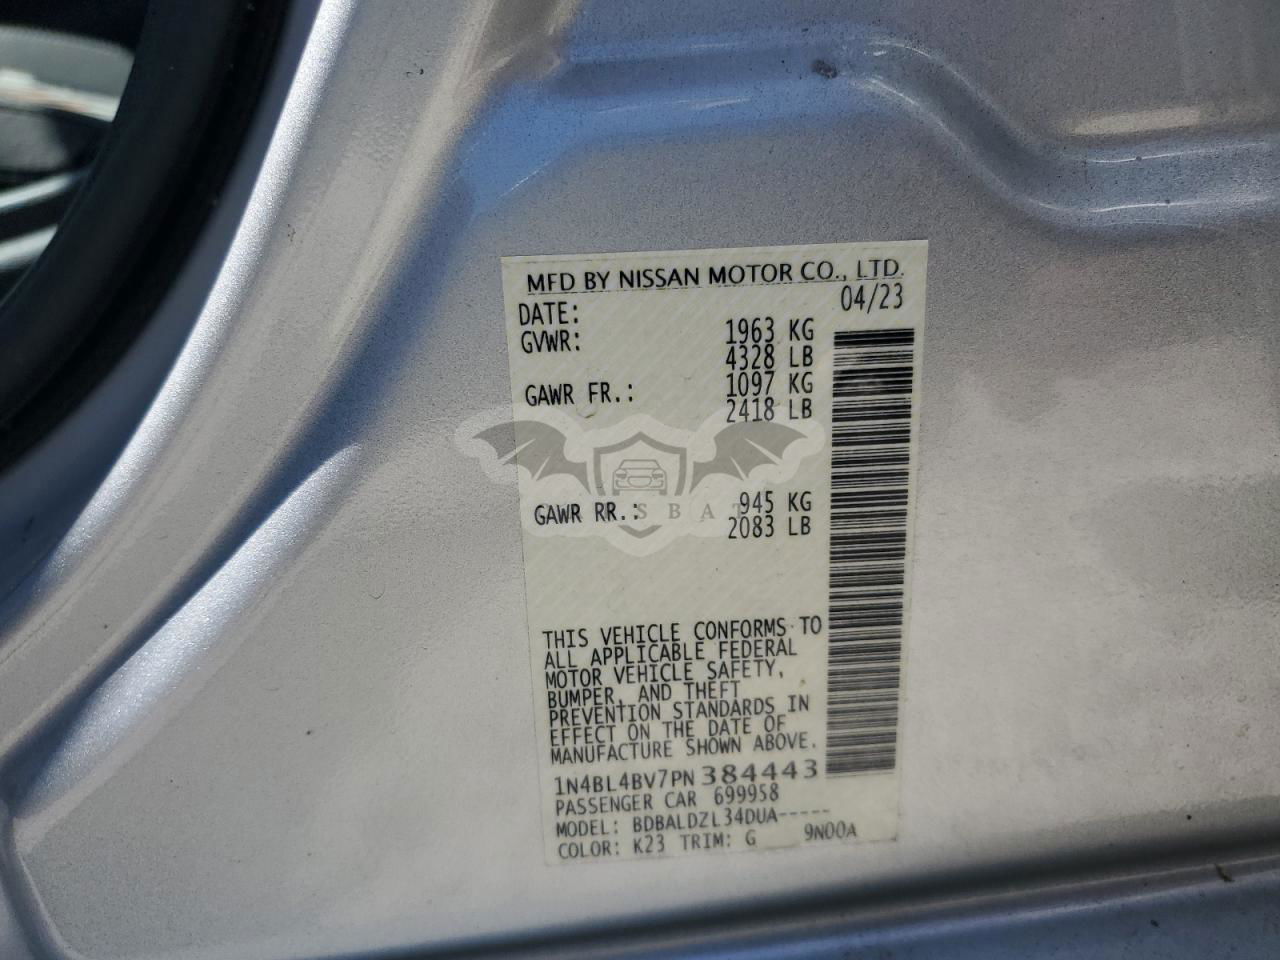 MFD BY NISSAN MOTOR CO., LTD.
DATE: 04/23
GVWR: 1963 KG
4328 LB
GAWR FR.: 1097 KG
2418 LB
GAWR RR.: 945 KG
2083 LB
SBAT
THIS VEHICLE CONFORMS TO
ALL APPLICABLE FEDERAL
MOTOR VEHICLE SAFETY,
BUMPER, AND THEFT
PREVENTION STANDARDS IN
EFFECT ON THE DATE OF
MANUFACTURE SHOWN ABOVE.
1N4BL4BV7PN384443
PASSENGER CAR 699958
MODEL: BDBALDZL34DUA-----
COLOR: K23 TRIM: G 9N00A